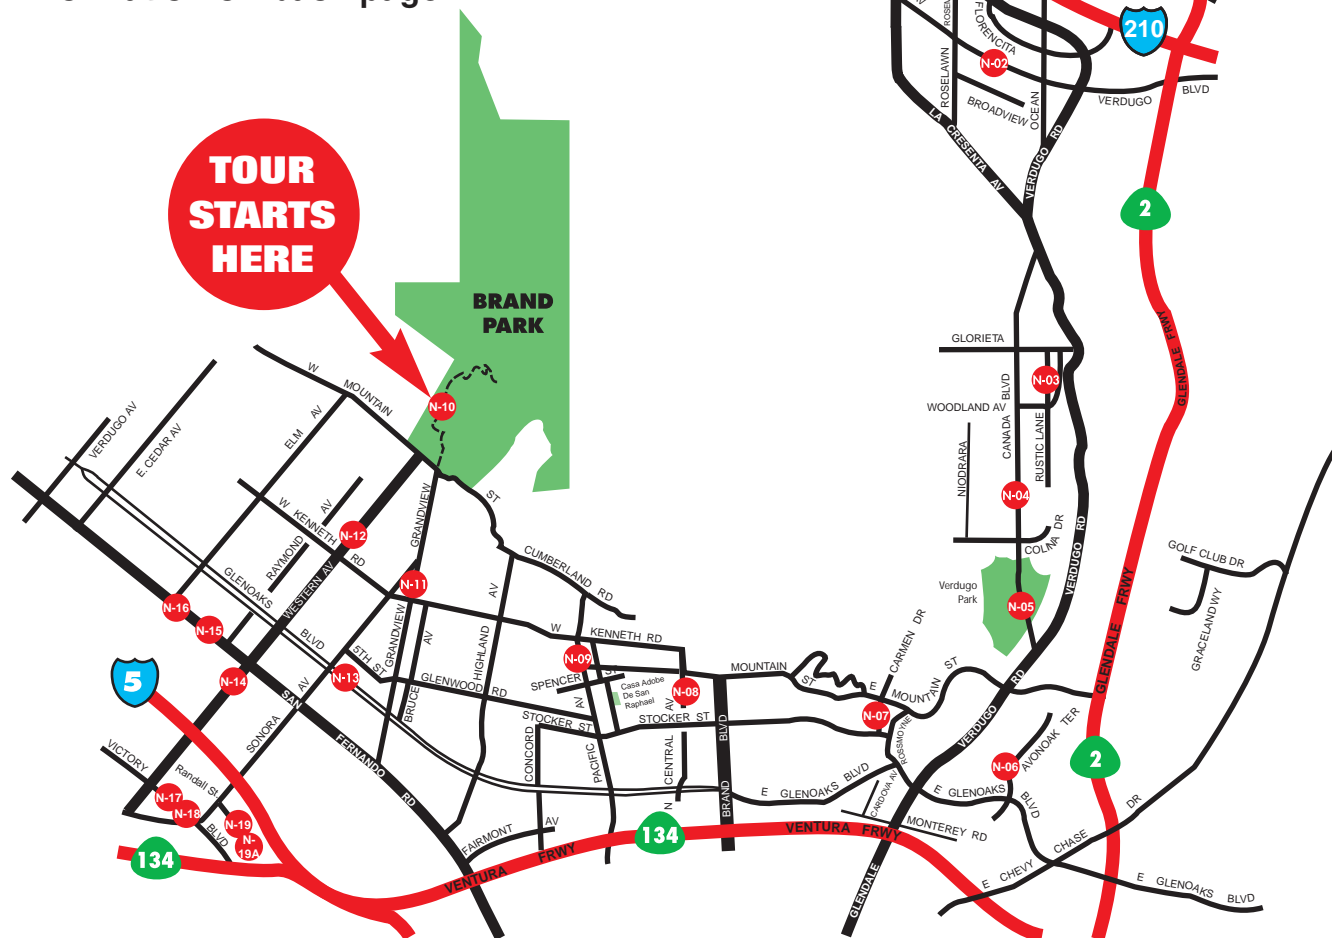 210
FLORENCITA
N-02
ROSELAWN
BROADVIEW
OCEAN
VERDUGO BLVD
LA CRESENTA AV
VERDUGO RD
2
TOUR
STARTS
HERE
BRAND
PARK
GLENDALE FRWY
GLORIETA
N-03
WOODLAND AV
CANADA BLVD
RUSTIC LANE
NIODRARA
N-04
COLINA DR
VERDUGO RD
Verdugo
Park
N-05
GOLF CLUB DR
GRACELAND WY
GLENDALE FRWY
N-10
W MOUNTAIN ST
VERDUGO AV
E. CEDAR AV
ELM AV
W KENNETH RD
RAYMOND AV
N-12
WESTERN AV
GRANDVIEW
N-11
CUMBERLAND RD
GLENOAKS BLVD
N-16
N-15
N-14
N-13
5TH ST
GRANDVIEW AV
BRUCE
HIGHLAND AV
GLENWOOD RD
W KENNETH RD
N-09
SPENCER ST
Casa Adobe
De San
Raphael
N-08
MOUNTAIN ST
STOCKER ST
STOCKER ST
CONCORD
PACIFIC AV
N CENTRAL AV
BRAND BLVD
CARMEN DR
E MOUNTAIN ST
N-07
ROSSMOYNE
VERDUGO RD
N-06
AVONOAK TER
2
5
SAN FERNANDO RD
SONORA AV
VICTORY BLVD
Randall St
N-17
N-18
N-19
N-
19A
134
FAIRMONT AV
VENTURA FRWY
134
VENTURA FRWY
E GLENOAKS BLVD
CARDOVA AV
MONTEREY RD
E GLENOAKS BLVD
GLENDALE
E CHEVY CHASE DR
E GLENOAKS BLVD